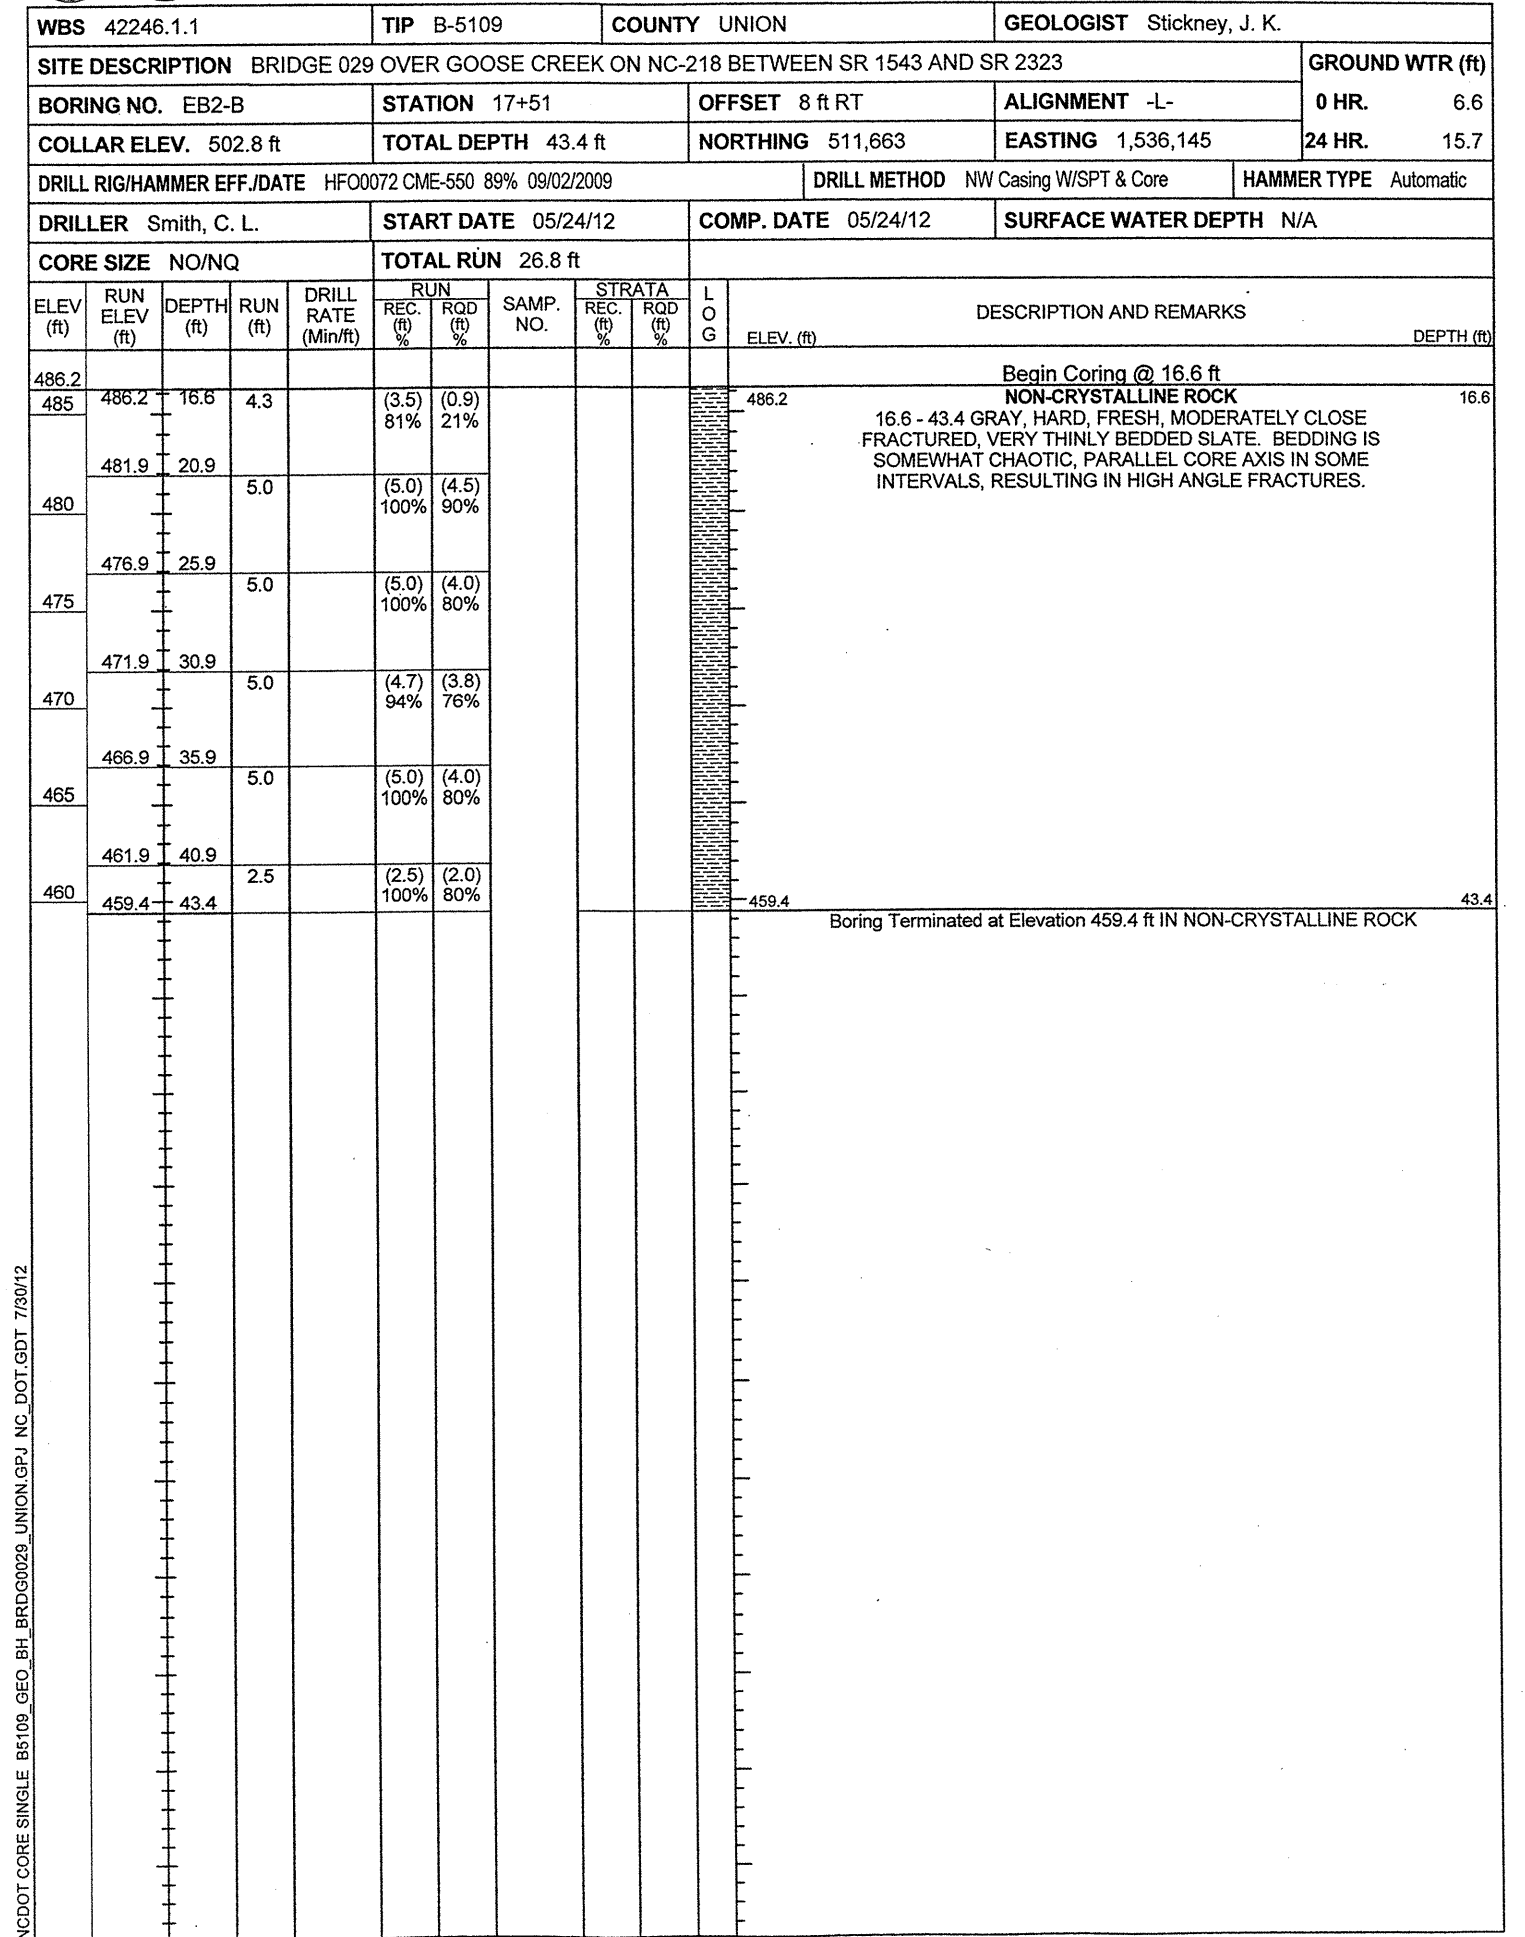 WBS 42246.1.1 TIP B-5109 COUNTY UNION GEOLOGIST Stickney, J. K.
SITE DESCRIPTION BRIDGE 029 OVER GOOSE CREEK ON NC-218 BETWEEN SR 1543 AND SR 2323 GROUND WTR (ft)
BORING NO. EB2-B STATION 17+51 OFFSET 8 ft RT ALIGNMENT -L- 0 HR. 6.6
COLLAR ELEV. 502.8 ft TOTAL DEPTH 43.4 ft NORTHING 511,663 EASTING 1,536,145 24 HR. 15.7
DRILL RIG/HAMMER EFF./DATE HFO0072 CME-550 89% 09/02/2009 DRILL METHOD NW Casing W/SPT & Core HAMMER TYPE Automatic
DRILLER Smith, C. L. START DATE 05/24/12 COMP. DATE 05/24/12 SURFACE WATER DEPTH N/A
CORE SIZE NO/NQ TOTAL RUN 26.8 ft
ELEV (ft) RUN ELEV (ft) DEPTH (ft) RUN (ft) DRILL RATE (Min/ft) RUN REC. (ft) % RQD (ft) % SAMP. NO. STRATA REC. (ft) % RQD (ft) % LOG ELEV. (ft) DESCRIPTION AND REMARKS DEPTH (ft)
486.2 Begin Coring @ 16.6 ft
485 486.2 16.6 4.3 (3.5) (0.9) 486.2 NON-CRYSTALLINE ROCK 16.6
81% 21% 16.6 - 43.4 GRAY, HARD, FRESH, MODERATELY CLOSE
FRACTURED, VERY THINLY BEDDED SLATE. BEDDING IS
481.9 20.9 SOMEWHAT CHAOTIC, PARALLEL CORE AXIS IN SOME
5.0 (5.0) (4.5) INTERVALS, RESULTING IN HIGH ANGLE FRACTURES.
480 100% 90%
476.9 25.9
5.0 (5.0) (4.0)
475 100% 80%
471.9 30.9
5.0 (4.7) (3.8)
470 94% 76%
466.9 35.9
5.0 (5.0) (4.0)
465 100% 80%
461.9 40.9
2.5 (2.5) (2.0)
460 100% 80%
459.4 43.4 459.4 43.4
Boring Terminated at Elevation 459.4 ft IN NON-CRYSTALLINE ROCK
NCDOT CORE SINGLE B5109_GEO_BH_BRDG0029_UNION.GPJ NC_DOT.GDT 7/30/12